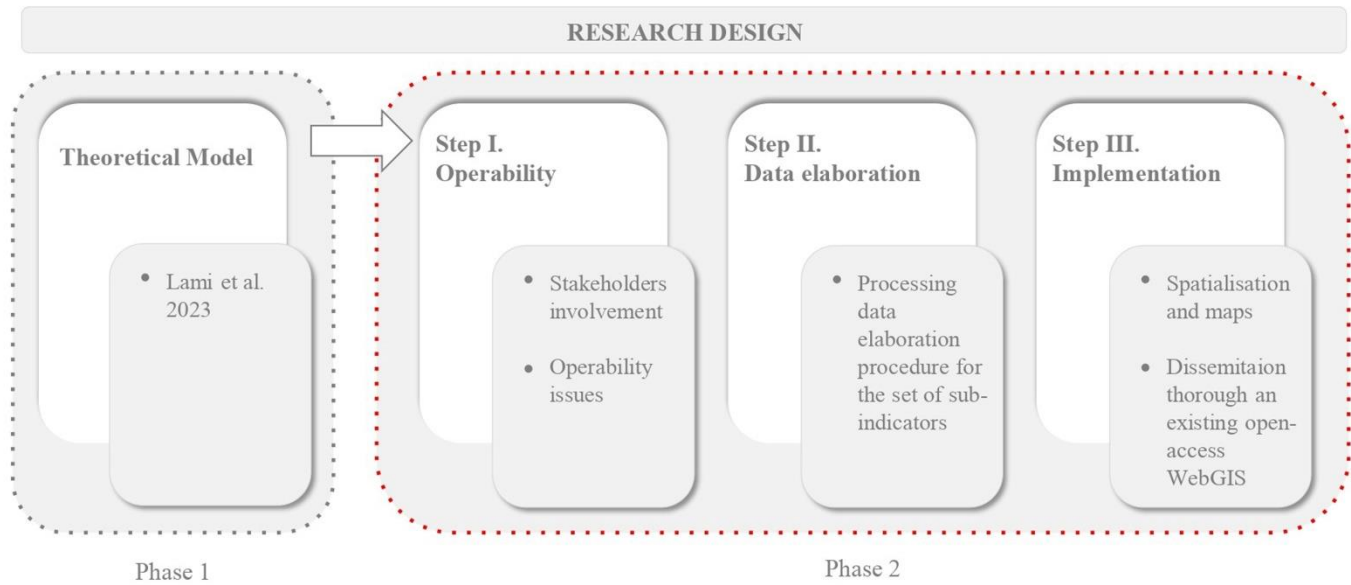 RESEARCH DESIGN
Theoretical Model
• Lami et al.
2023
Phase 1
Step I.
Operability
• Stakeholders
involvement
• Operability
issues
Step II.
Data elaboration
• Processing
data
elaboration
procedure for
the set of sub-
indicators
Step III.
Implementation
• Spatialisation
and maps
• Dissemitaion
thorough an
existing open-
access
WebGIS
Phase 2